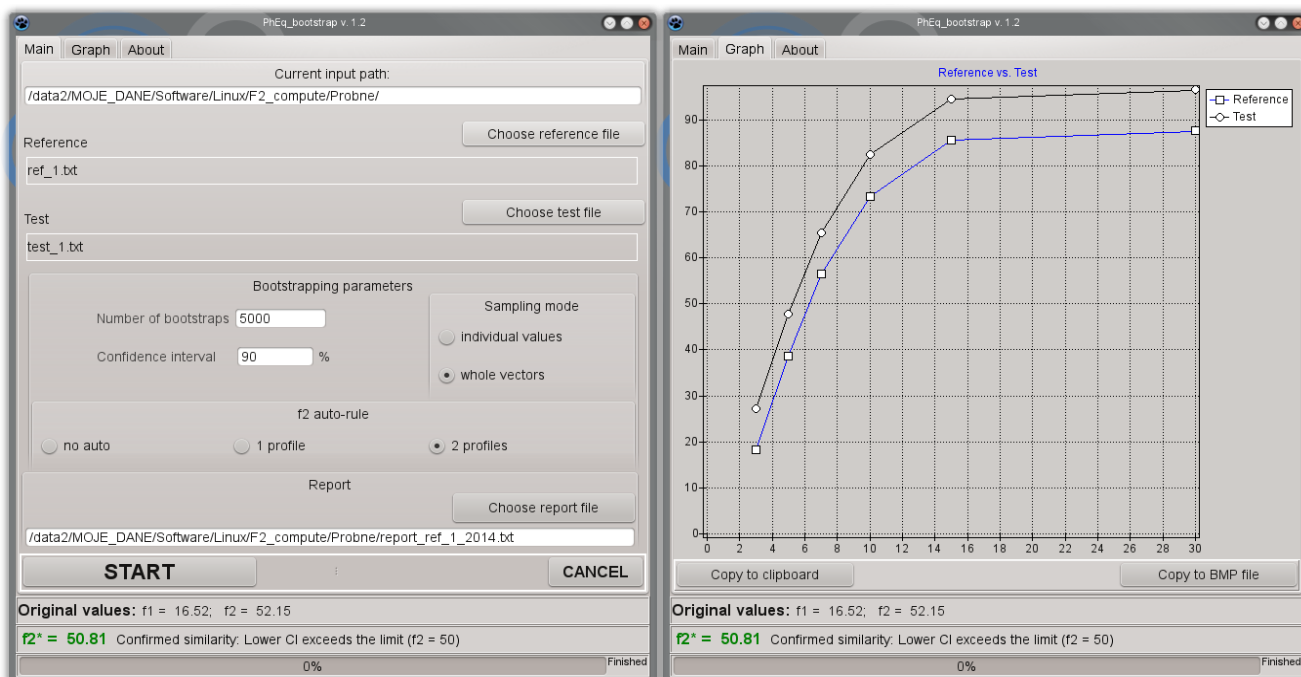 PhEq_bootstrap v. 1.2
Main Graph About
Current input path:
/data2/MOJE_DANE/Software/Linux/F2_compute/Probne/
Choose reference file
Reference
ref_1.txt
Choose test file
Test
test_1.txt
Bootstrapping parameters
Sampling mode
Number of bootstraps 5000
individual values
Confidence interval 90 %
whole vectors
f2 auto-rule
no auto 1 profile 2 profiles
Report
Choose report file
/data2/MOJE_DANE/Software/Linux/F2_compute/Probne/report_ref_1_2014.txt
START CANCEL
Original values: f1 = 16.52; f2 = 52.15
f2* = 50.81 Confirmed similarity: Lower CI exceeds the limit (f2 = 50)
0% Finished
PhEq_bootstrap v. 1.2
Main Graph About
Reference vs. Test
Reference
Test
90
80
70
60
50
40
30
20
10
0
0 2 4 6 8 10 12 14 16 18 20 22 24 26 28 30
Copy to clipboard Copy to BMP file
Original values: f1 = 16.52; f2 = 52.15
f2* = 50.81 Confirmed similarity: Lower CI exceeds the limit (f2 = 50)
0% Finished